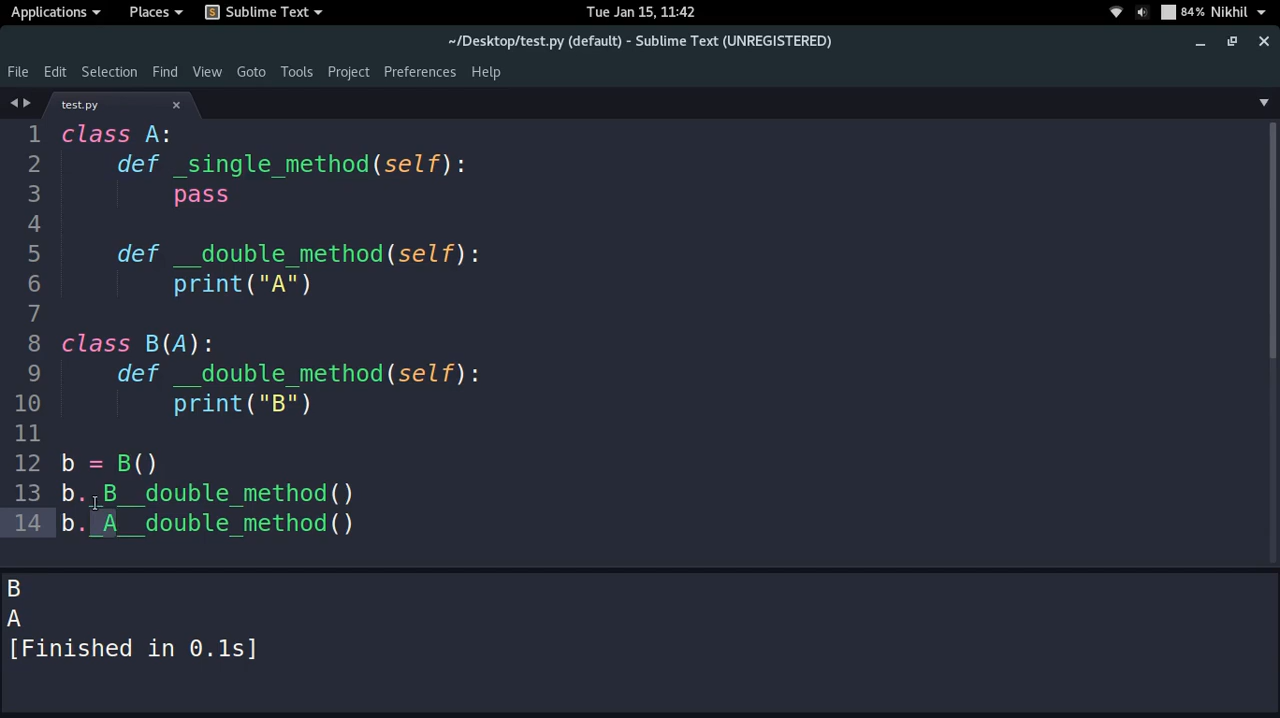 Applications Places Sublime Text Tue Jan 15, 11:42 84% Nikhil
~/Desktop/test.py (default) - Sublime Text (UNREGISTERED)
File Edit Selection Find View Goto Tools Project Preferences Help
test.py
1 class A:
2 def _single_method(self):
3 pass
4
5 def __double_method(self):
6 print("A")
7
8 class B(A):
9 def __double_method(self):
10 print("B")
11
12 b = B()
13 b._B__double_method()
14 b._A__double_method()
B
A
[Finished in 0.1s]